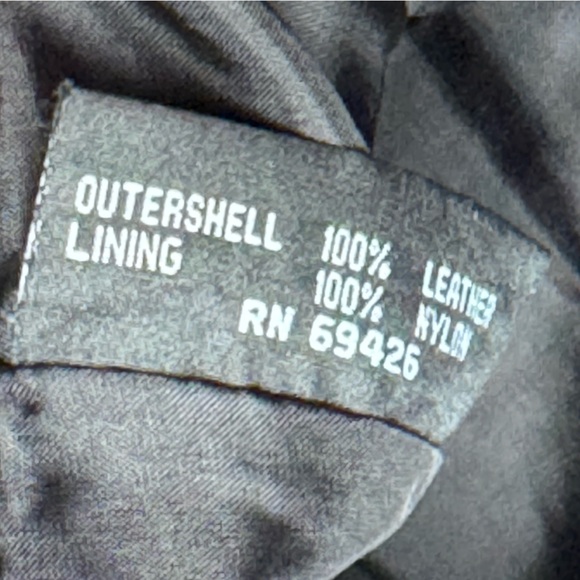 OUTERSHELL 100% LEATHER
LINING 100% NYLON
RN 69426